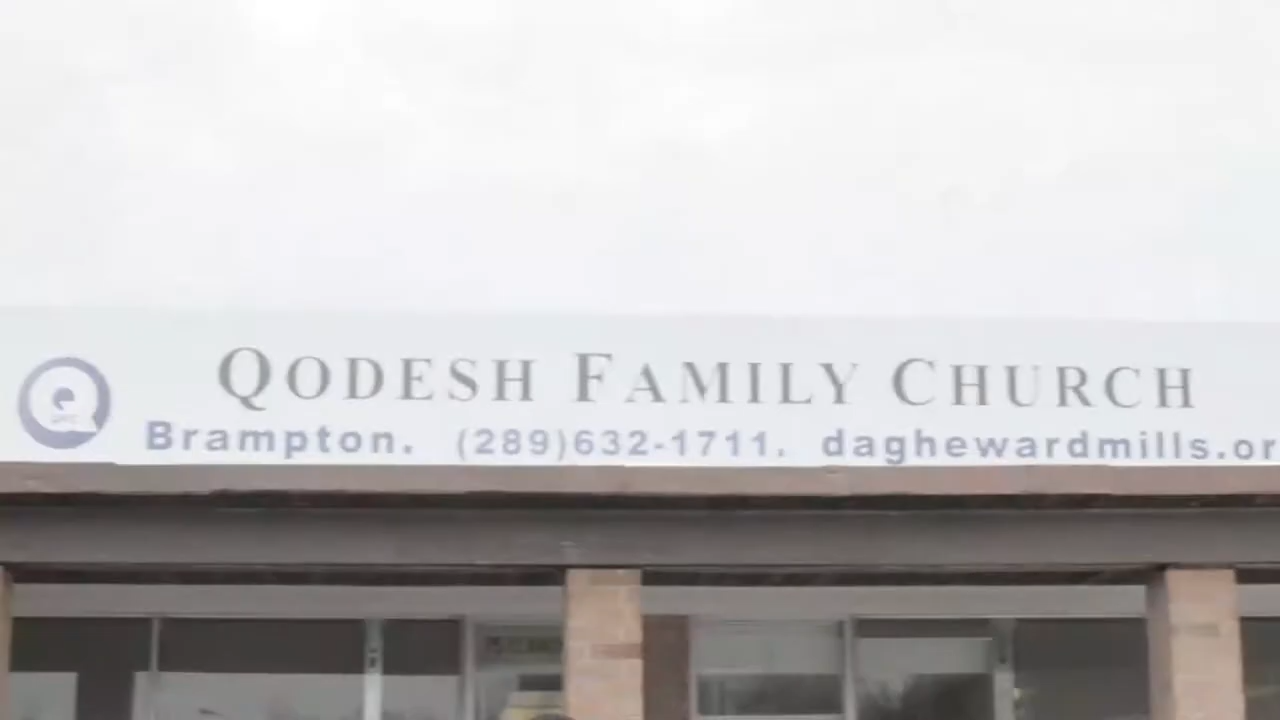 QODESH FAMILY CHURCH
Brampton. (289)632-1711. daghewardmills.or